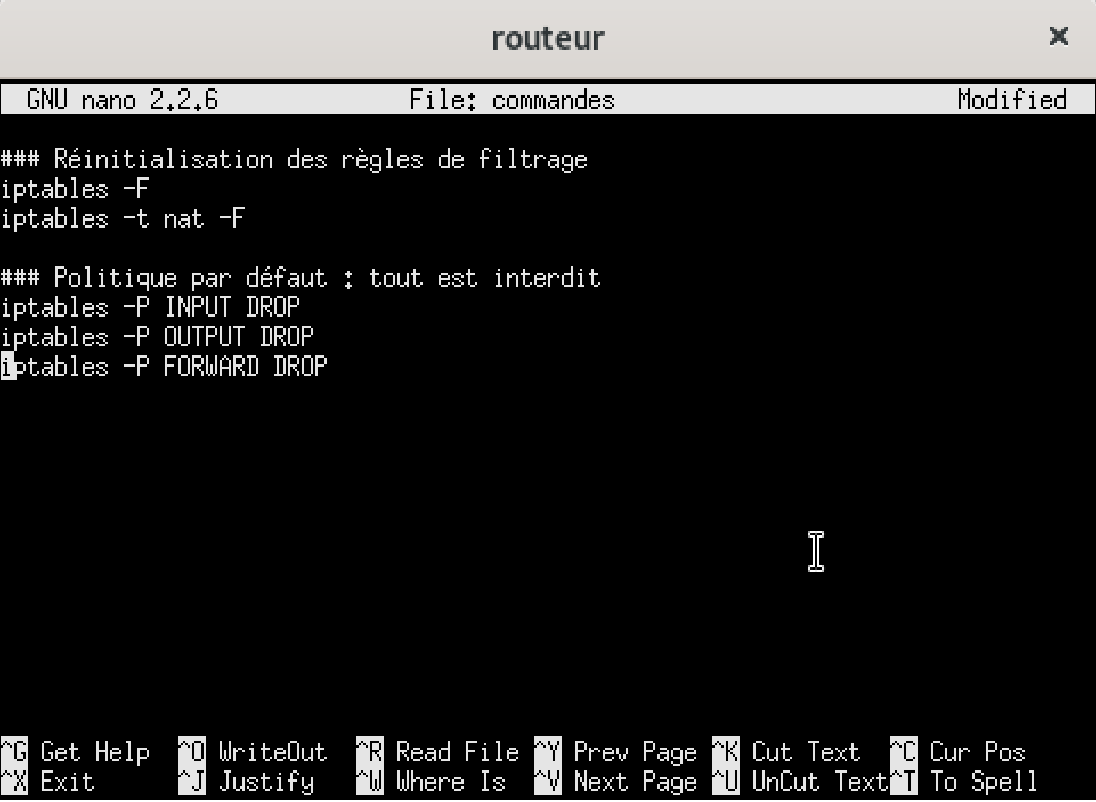 routeur ×
GNU nano 2.2.6 File: commandes Modified
### Réinitialisation des règles de filtrage
iptables -F
iptables -t nat -F
### Politique par défaut : tout est interdit
iptables -P INPUT DROP
iptables -P OUTPUT DROP
iptables -P FORWARD DROP
^G Get Help ^O WriteOut ^R Read File ^Y Prev Page ^K Cut Text ^C Cur Pos
^X Exit ^J Justify ^W Where Is ^V Next Page ^U UnCut Text ^T To Spell